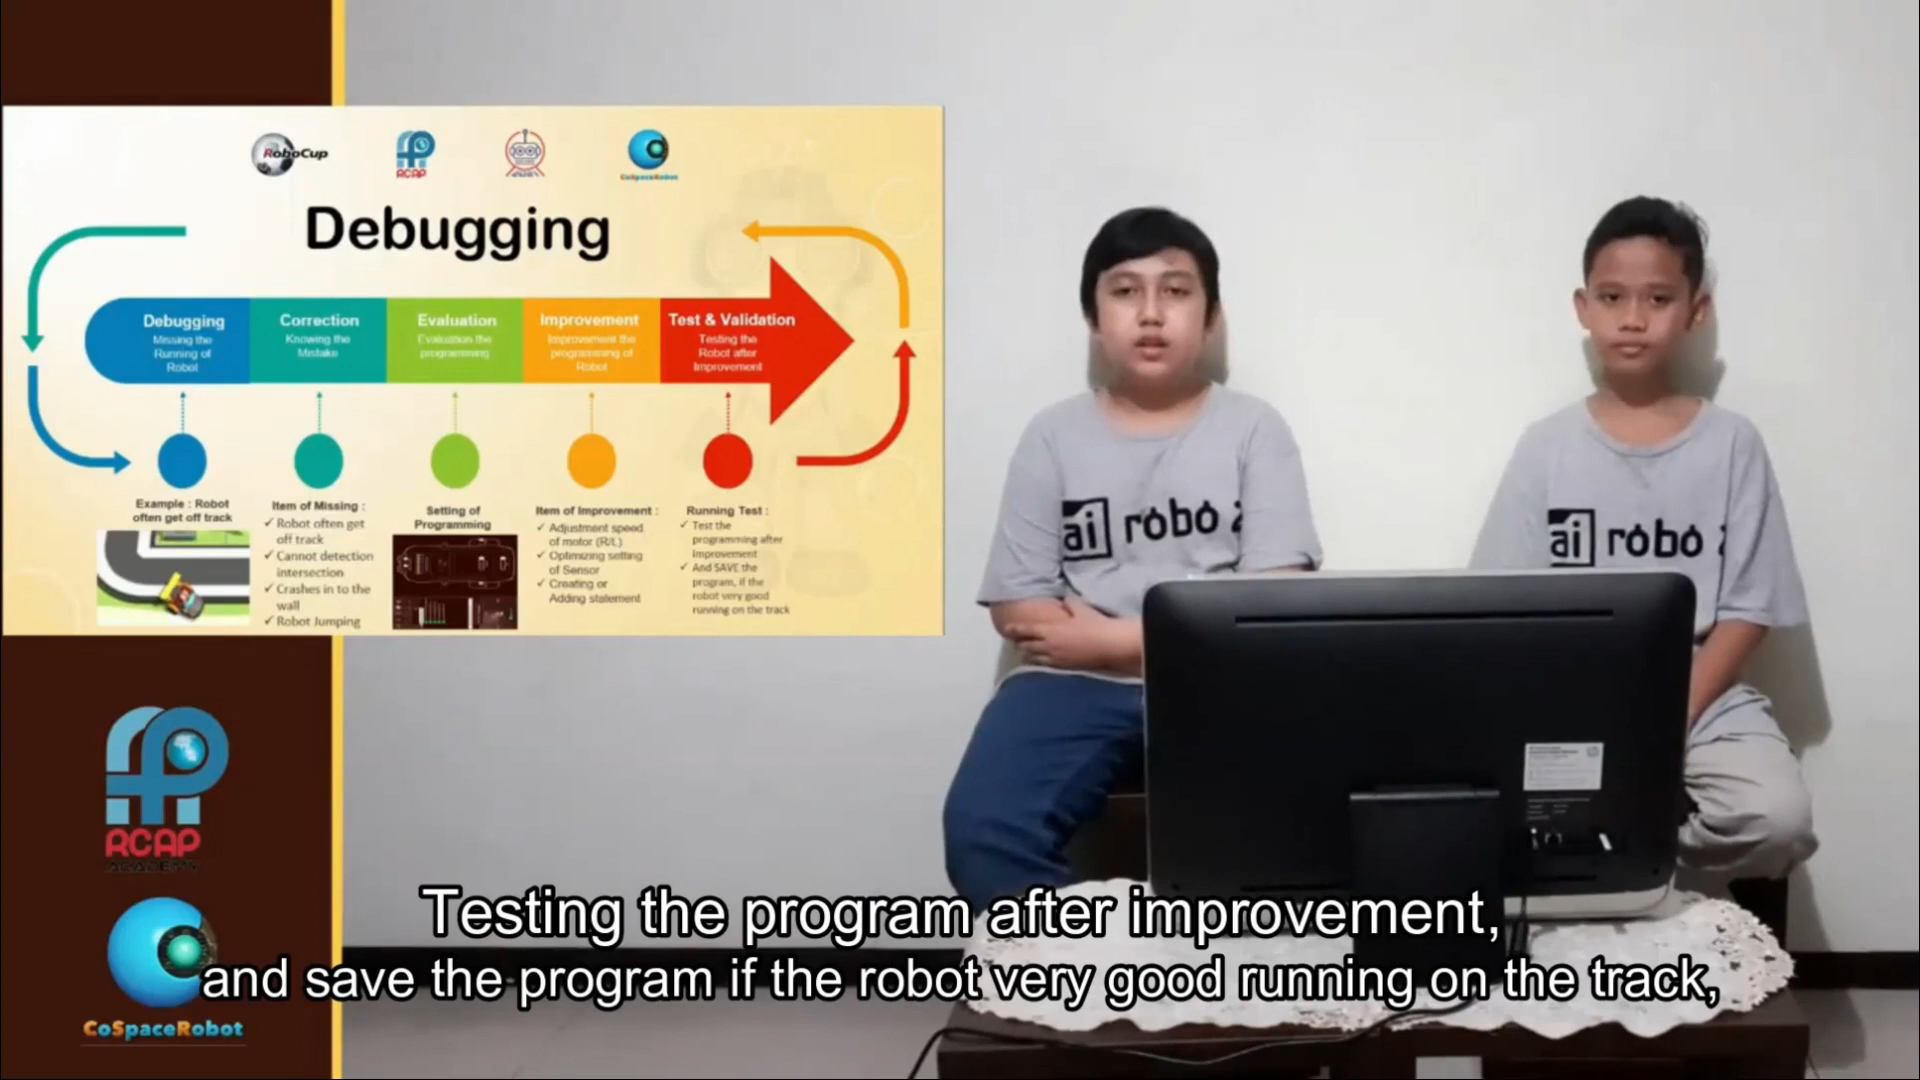 RoboCup
RCAP
CoSpaceRobot
Debugging
Debugging
Missing the
Running of
Robot
Correction
Knowing the
Mistake
Evaluation
Evaluation the
programming
Improvement
Improvement the
programming of
Robot
Test & Validation
Testing the
Robot after
Improvement
Example : Robot
often get off track
Item of Missing :
✓ Robot often get
off track
✓ Cannot detection
intersection
✓ Crashes in to the
wall
✓ Robot Jumping
Setting of
Programming
Item of Improvement :
✓ Adjustment speed
of motor (R/L)
✓ Optimizing setting
of Sensor
✓ Creating or
Adding statement
Running Test :
✓ Test the
programming after
Improvement
✓ And SAVE the
program, if the
robot very good
running on the track
ai robo
ai robo
RCAP
ACADEMY
CoSpaceRobot
Testing the program after improvement,
and save the program if the robot very good running on the track,